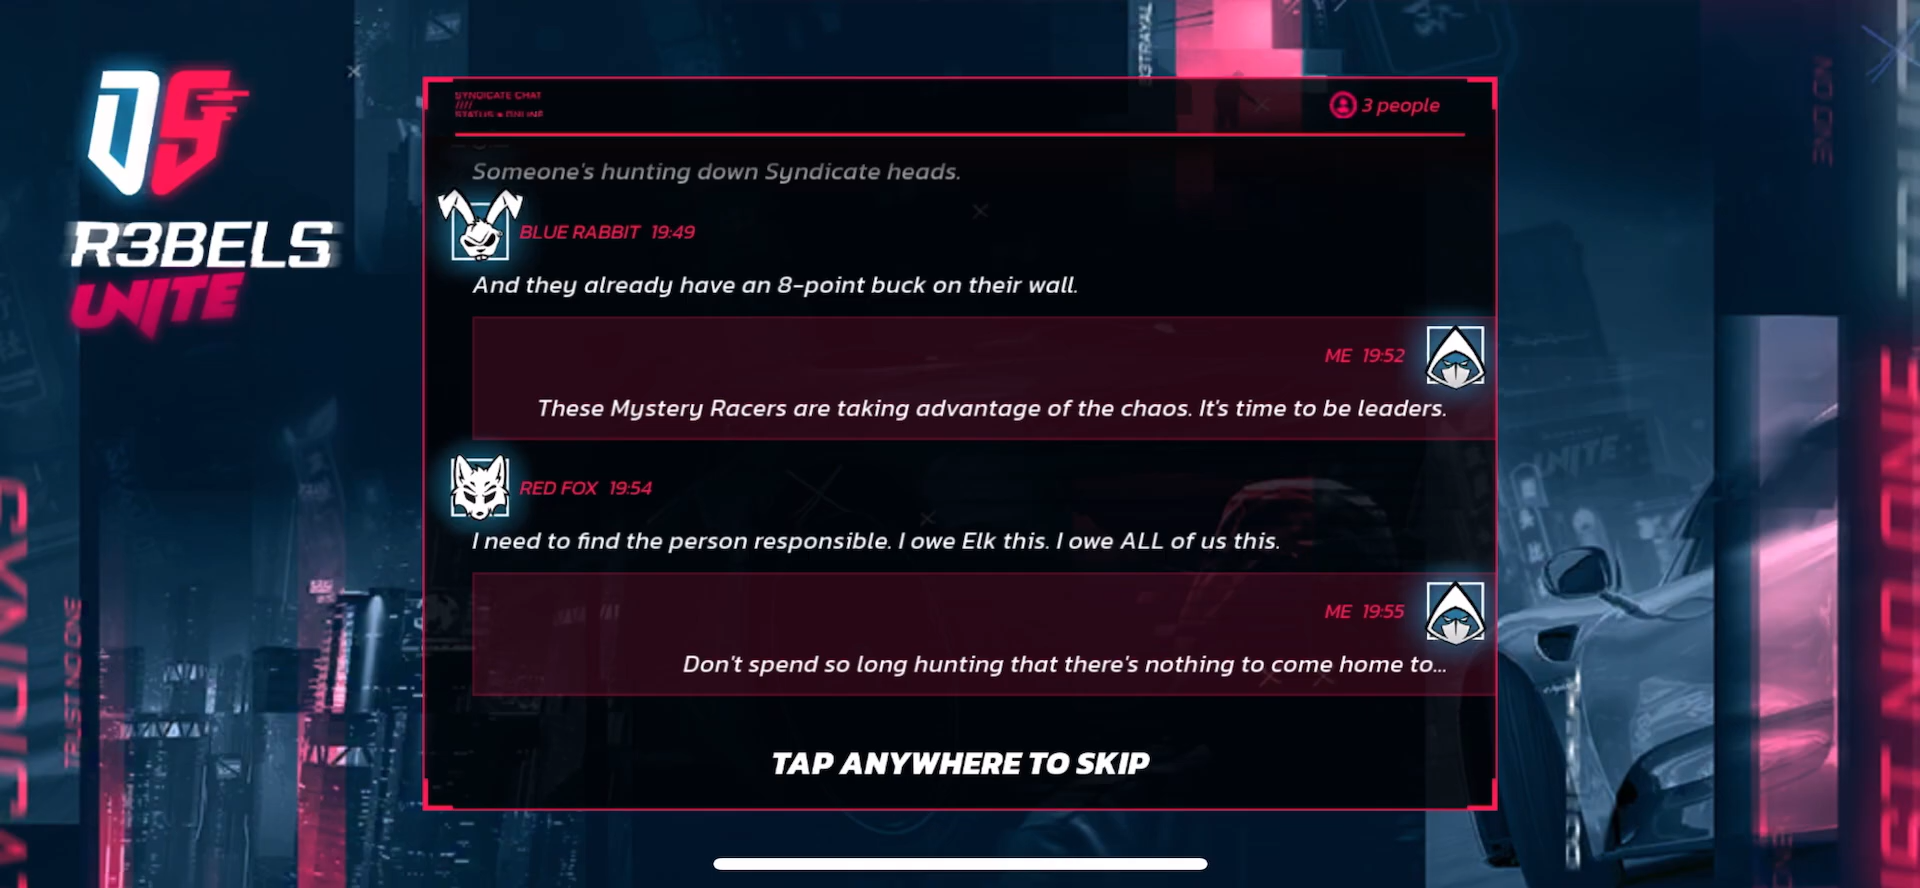 R3BELS
UNITE
SYNDICATE CHAT
////
STATUS ONLINE
3 people
Someone's hunting down Syndicate heads.
BLUE RABBIT 19:49
And they already have an 8-point buck on their wall.
ME 19:52
These Mystery Racers are taking advantage of the chaos. It's time to be leaders.
RED FOX 19:54
I need to find the person responsible. I owe Elk this. I owe ALL of us this.
ME 19:55
Don't spend so long hunting that there's nothing to come home to...
TAP ANYWHERE TO SKIP